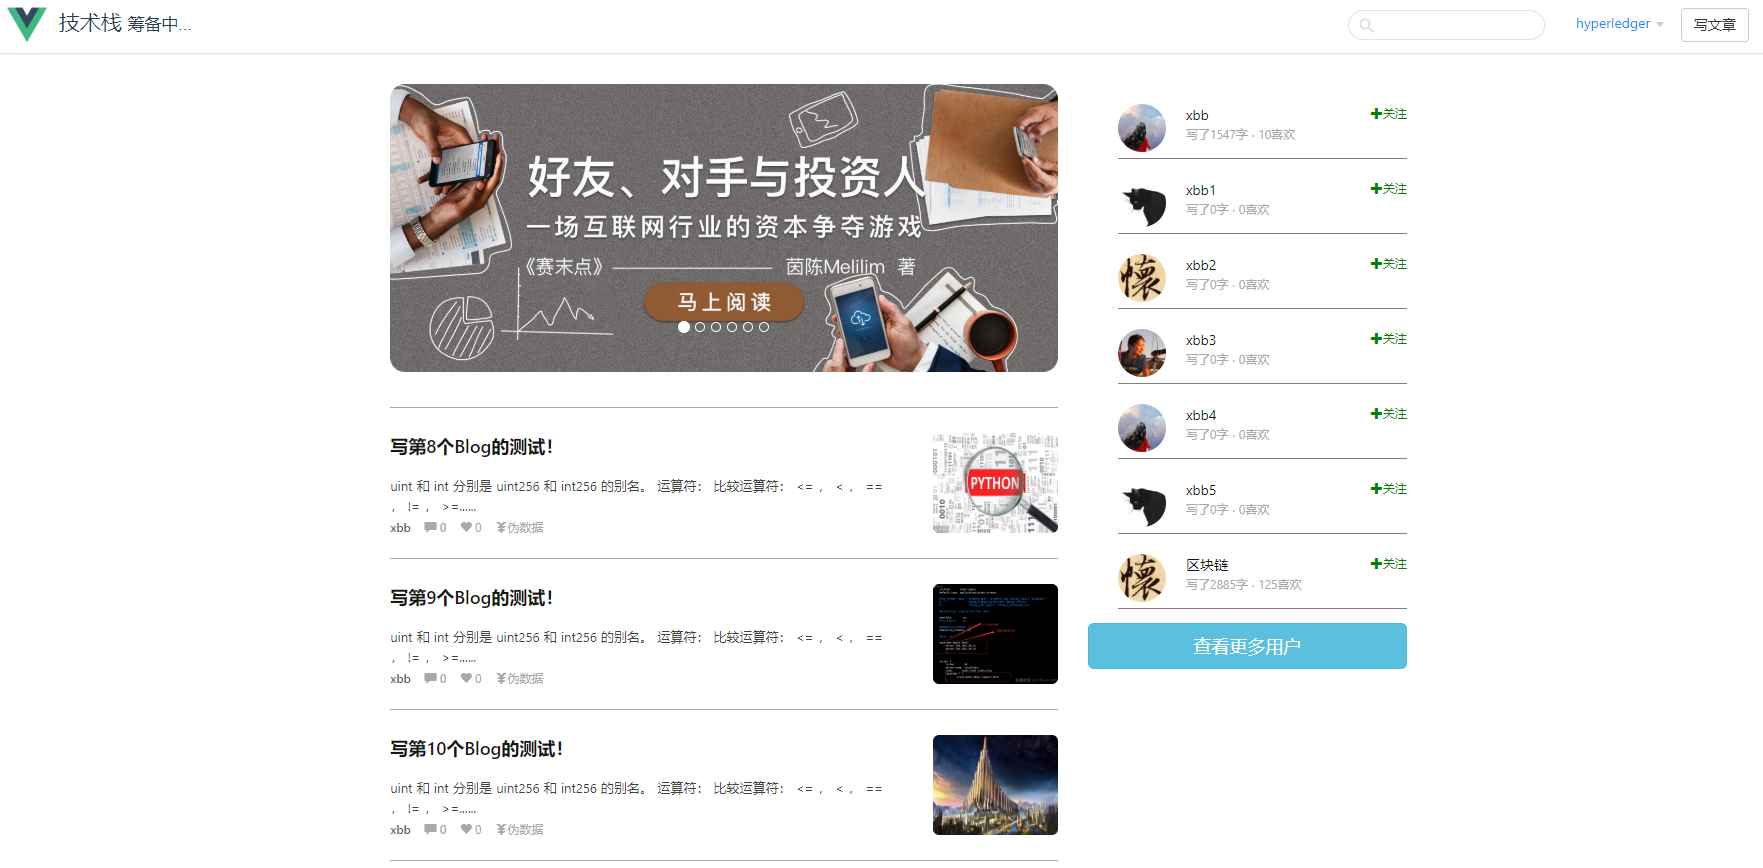 技术栈 筹备中...
hyperledger
写文章
好友、对手与投资人
一场互联网行业的资本争夺游戏
《赛末点》 茵陈Melilim 著
马上阅读
写第8个Blog的测试!
uint 和 int 分别是 uint256 和 int256 的别名。 运算符： 比较运算符： <= ， < ， ==
， != ， >=......
xbb 0 0 ¥伪数据
PYTHON
写第9个Blog的测试!
uint 和 int 分别是 uint256 和 int256 的别名。 运算符： 比较运算符： <= ， < ， ==
， != ， >=......
xbb 0 0 ¥伪数据
写第10个Blog的测试!
uint 和 int 分别是 uint256 和 int256 的别名。 运算符： 比较运算符： <= ， < ， ==
， != ， >=......
xbb 0 0 ¥伪数据
xbb 关注
写了1547字 · 10喜欢
xbb1 关注
写了0字 · 0喜欢
xbb2 关注
写了0字 · 0喜欢
懷
xbb3 关注
写了0字 · 0喜欢
xbb4 关注
写了0字 · 0喜欢
xbb5 关注
写了0字 · 0喜欢
区块链 关注
写了2885字 · 125喜欢
懷
查看更多用户